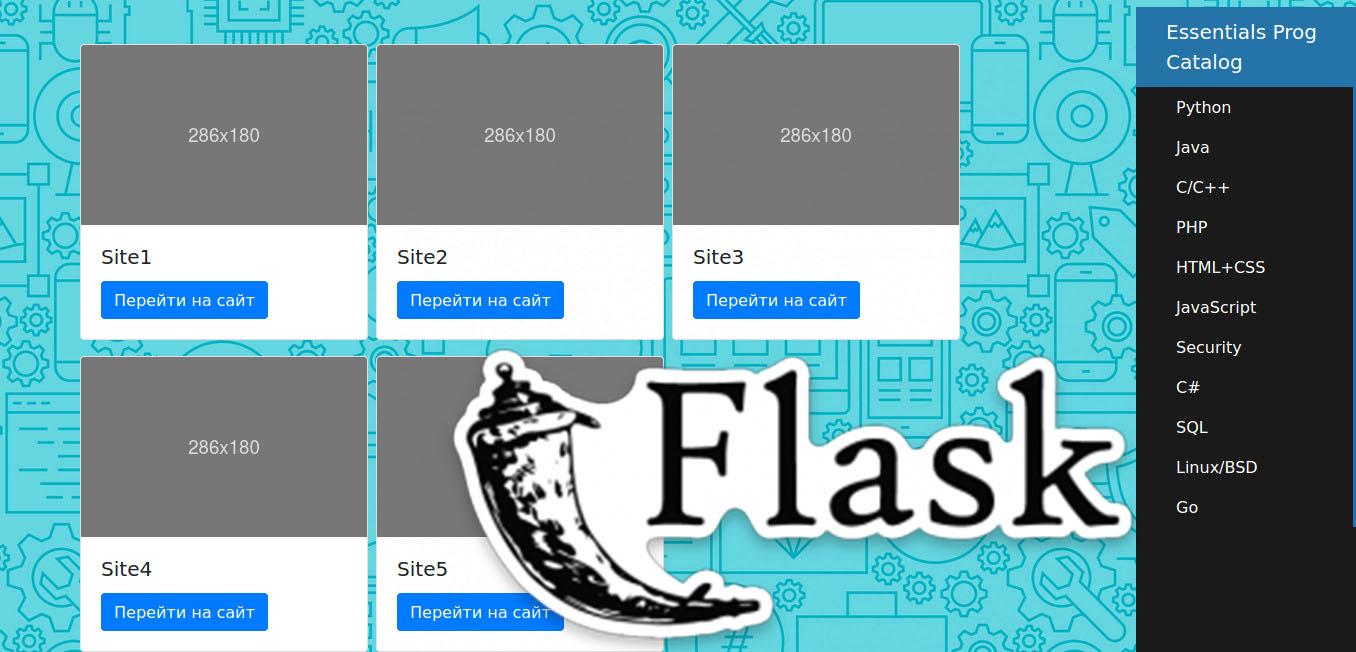 286x180
286x180
286x180
Site1
Site2
Site3
Перейти на сайт
Перейти на сайт
Перейти на сайт
286x180
Site4
Site5
Перейти на сайт
Перейти на сайт
Flask
Essentials Prog
Catalog
Python
Java
C/C++
PHP
HTML+CSS
JavaScript
Security
C#
SQL
Linux/BSD
Go